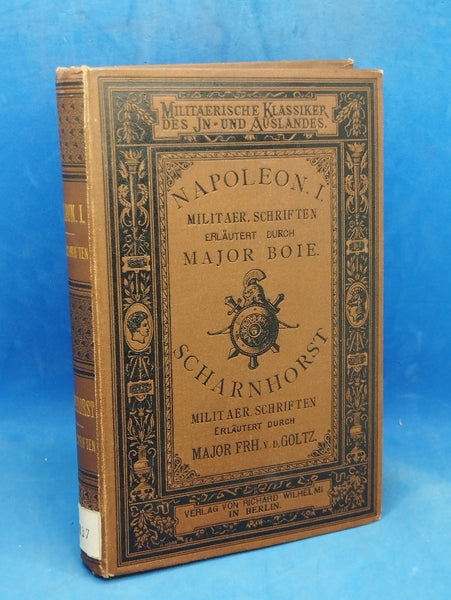 MILITAERISCHE KLASSIKER
DES JN- UND AUSLANDES.
NAPOLEON. I.
MILITAER. SCHRIFTEN
ERLÄUTERT DURCH
MAJOR BOIE.
SCHARNHORST
MILITAER. SCHRIFTEN
ERLÄUTERT DURCH
MAJOR FRH. V. D. GOLTZ.
VERLAG VON RICHARD WILHELMI
IN BERLIN.